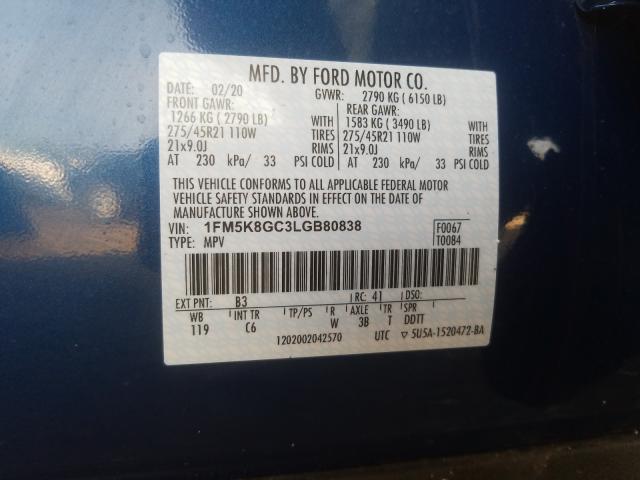 MFD. BY FORD MOTOR CO.
DATE: 02/20 GVWR: 2790 KG ( 6150 LB)
FRONT GAWR: REAR GAWR:
1266 KG ( 2790 LB) WITH 1583 KG ( 3490 LB) WITH
275/45R21 110W TIRES 275/45R21 110W TIRES
21x9.0J RIMS 21x9.0J RIMS
AT 230 kPa/ 33 PSI COLD AT 230 kPa/ 33 PSI COLD
THIS VEHICLE CONFORMS TO ALL APPLICABLE FEDERAL MOTOR
VEHICLE SAFETY STANDARDS IN EFFECT ON THE DATE OF
MANUFACTURE SHOWN ABOVE.
VIN: 1FM5K8GC3LGB80838 F0067
TYPE: MPV T0084
EXT PNT: B3 RC: 41 DSO:
WB INT TR TP/PS R AXLE TR SPR
119 C6 W 3B T DDTT
1202002042570 UTC ▽ 5U5A-1520472-BA